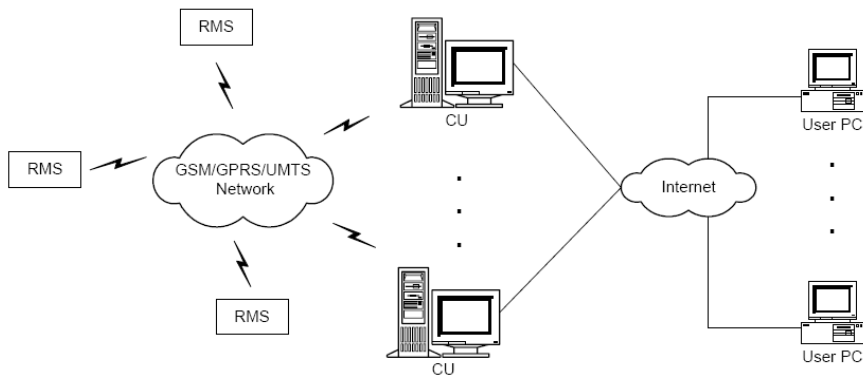 RMS
CU
User PC
RMS
GSM/GPRS/UMTS
Network
Internet
RMS
CU
User PC